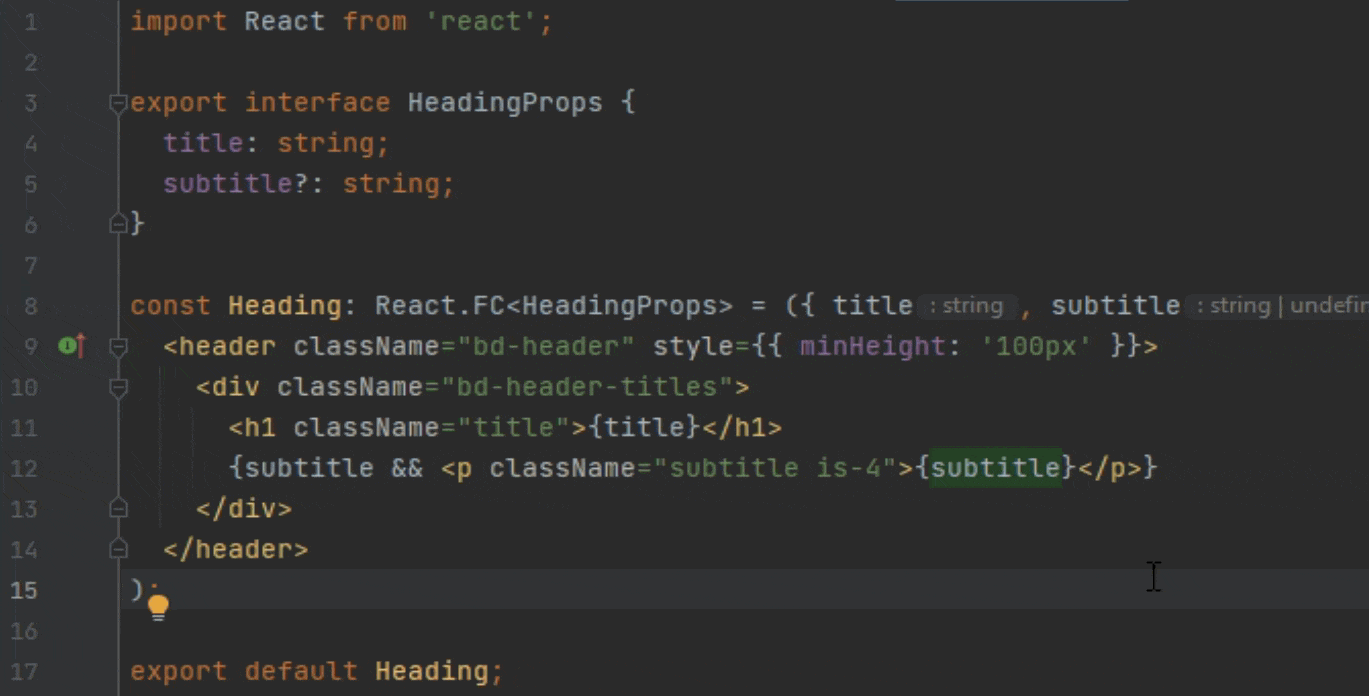 1 import React from 'react';
2
3 export interface HeadingProps {
4 title: string;
5 subtitle?: string;
6 }
7
8 const Heading: React.FC<HeadingProps> = ({ title : string , subtitle : string |
9 <header className="bd-header" style={{ minHeight: '100px' }}>
10 <div className="bd-header-titles">
11 <h1 className="title">{title}</h1>
12 {subtitle && <p className="subtitle is-4">{subtitle}</p>}
13 </div>
14 </header>
15 );
16
17 export default Heading;